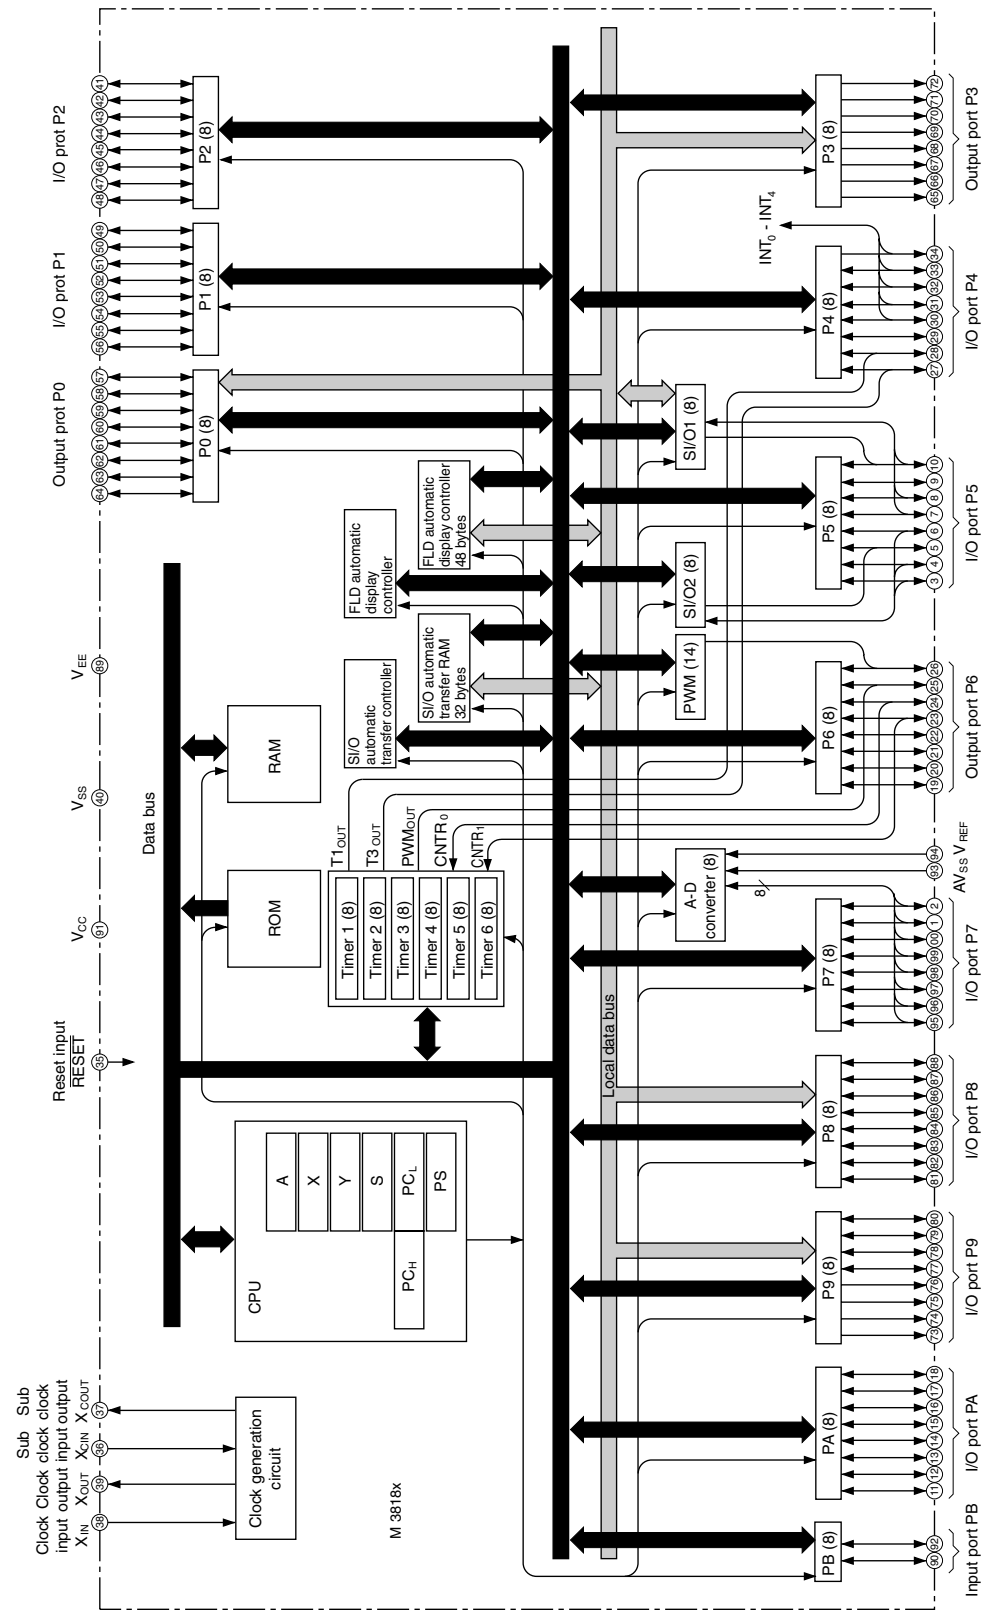 I/O prot P2
41 42 43 44 45 46 47 48
P2 (8)
I/O prot P1
49 50 51 52 53 54 55 56
P1 (8)
Output prot P0
57 58 59 60 61 62 63 64
P0 (8)
VEE
89
VSS
40
VCC
91
Reset input
RESET
35
Sub Sub
Clock Clock clock clock
input output input output
XIN XOUT XCIN XCOUT
38 39 36 37
Clock generation
circuit
M 3818x
Data bus
CPU
A
X
Y
S
PCH PCL
PS
ROM
RAM
Timer 1 (8)
Timer 2 (8)
Timer 3 (8)
Timer 4 (8)
Timer 5 (8)
Timer 6 (8)
T1OUT
T3 OUT
PWMOUT
CNTR 0
CNTR1
SI/O
automatic
transfer controller
SI/O automatic
transfer RAM
32 bytes
FLD automatic
display
controller
FLD automatic
display controller
48 bytes
Local data bus
SI/O1 (8)
SI/O2 (8)
PWM (14)
A-D
converter (8)
8
INT0 - INT4
PB (8)
90 92
Input port PB
PA (8)
11 12 13 14 15 16 17 18
I/O port PA
P9 (8)
73 74 75 76 77 78 79 80
I/O port P9
P8 (8)
81 82 83 84 85 86 87 88
I/O port P8
P7 (8)
95 96 97 98 99 00 1 2
I/O port P7
93 94
AVSS VREF
P6 (8)
19 20 21 22 23 24 25 26
Output port P6
P5 (8)
3 4 5 6 7 8 9 10
I/O port P5
P4 (8)
27 28 29 30 31 32 33 34
I/O port P4
P3 (8)
65 66 67 68 69 70 71 72
Output port P3